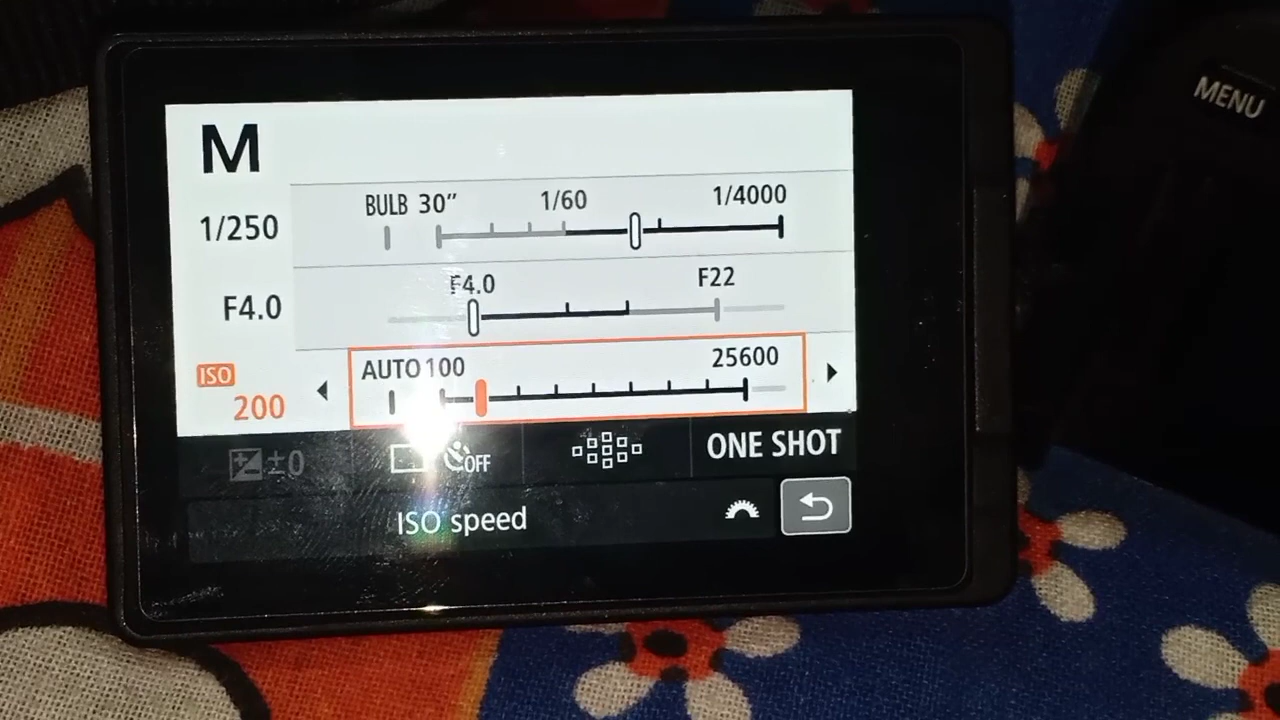 MENU
M
1/250
BULB 30" 1/60 1/4000
F4.0
F4.0 F22
ISO
200
AUTO 100 25600
±0
OFF
ONE SHOT
ISO speed